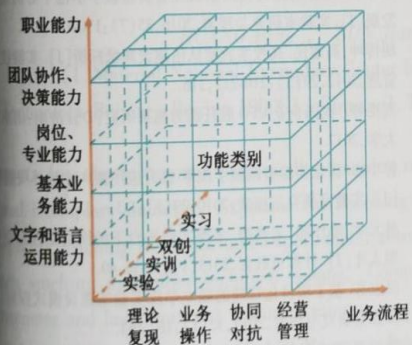 职业能力
团队协作、
决策能力
岗位、
专业能力
基本业
务能力
文字和语言
运用能力
功能类别
实习
双创
实训
实验
理论
复现
业务
操作
协同
对抗
经营
管理
业务流程